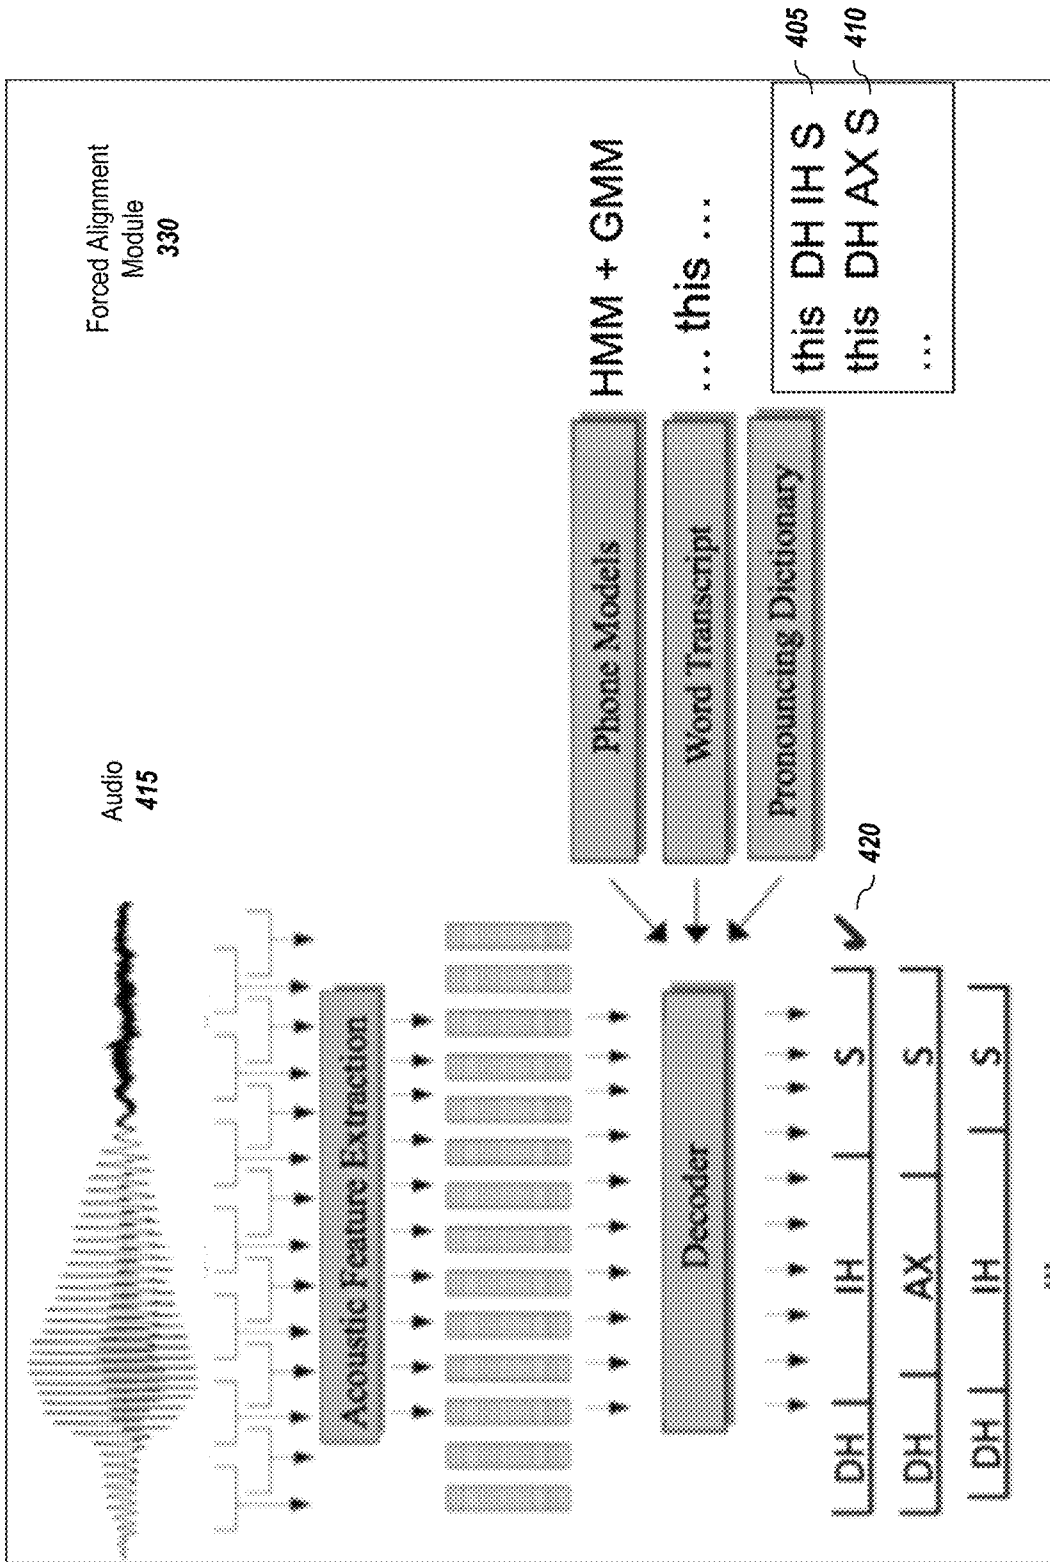 Audio
415
Forced Alignment
Module
330
Acoustic Feature Extraction
Phone Models
HMM + GMM
Word Transcript
... this ...
Pronouncing Dictionary
this DH IH S
405
this DH AX S
410
...
Decoder
420
DH IH S
DH AX S
DH IH S
...